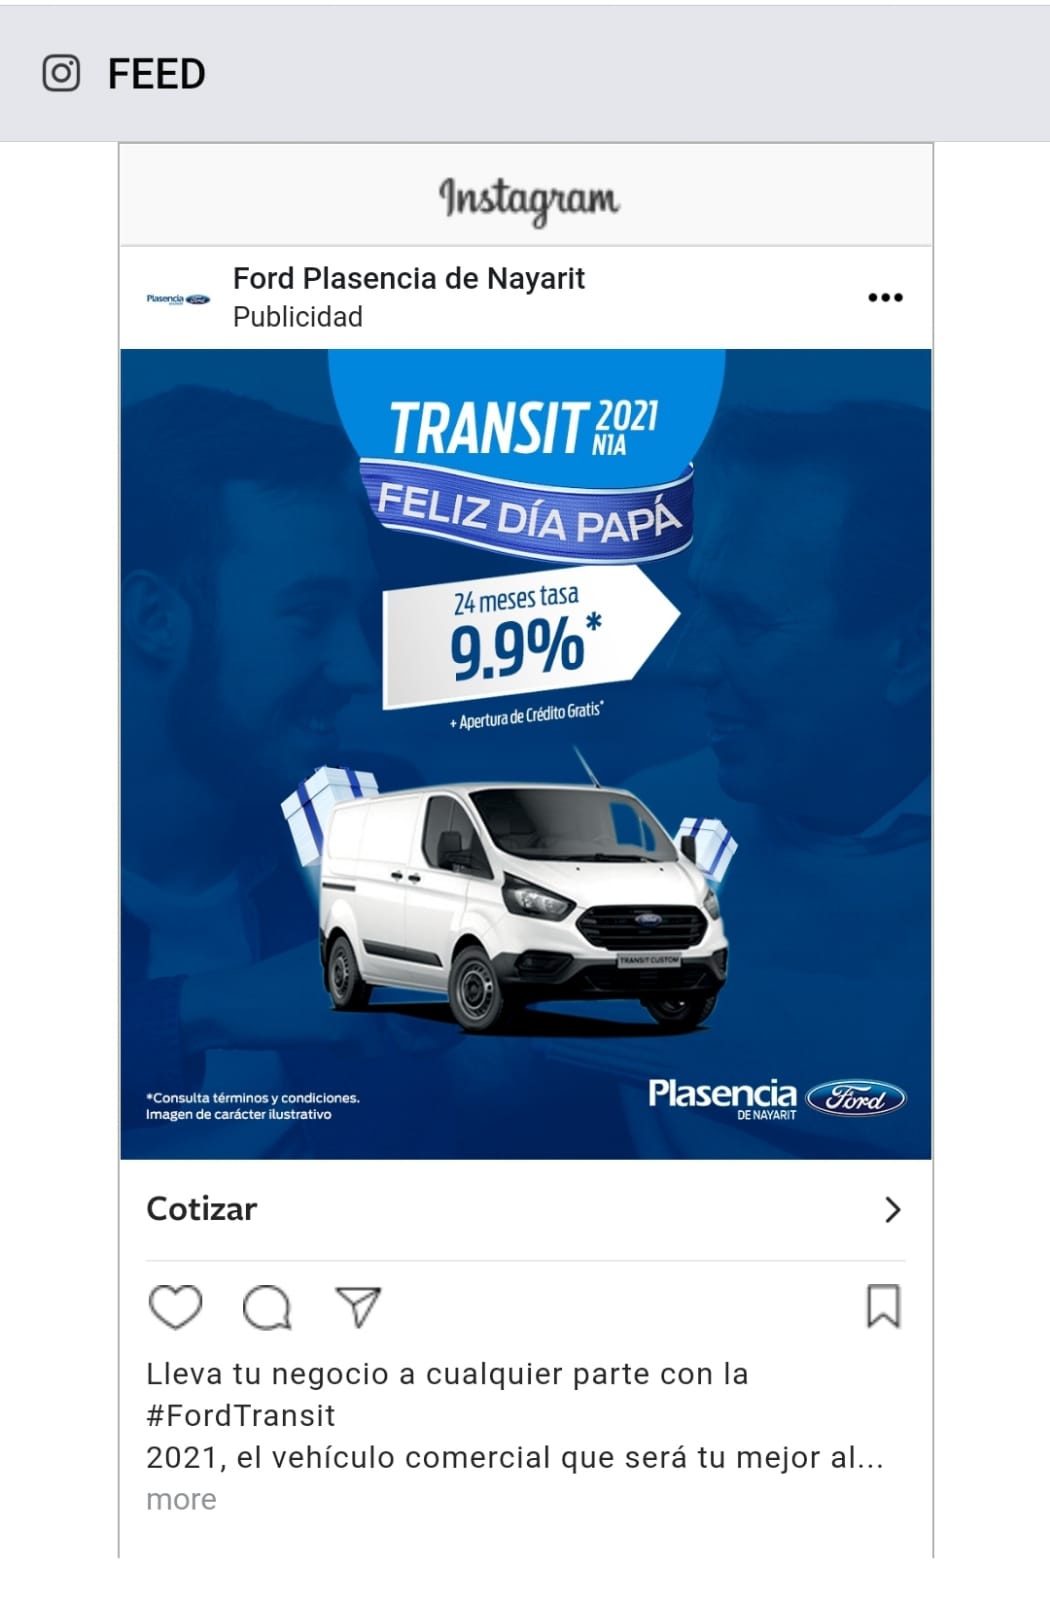 FEED
Instagram
Plasencia Ford
Ford Plasencia de Nayarit
Publicidad
TRANSIT 2021
N1A
FELIZ DÍA PAPÁ
24 meses tasa
9.9%*
+ Apertura de Crédito Gratis*
Ford
TRANSIT CUSTOM
*Consulta términos y condiciones.
Imagen de carácter ilustrativo
Plasencia Ford
DE NAYARIT
Cotizar
Lleva tu negocio a cualquier parte con la
#FordTransit
2021, el vehículo comercial que será tu mejor al...
more